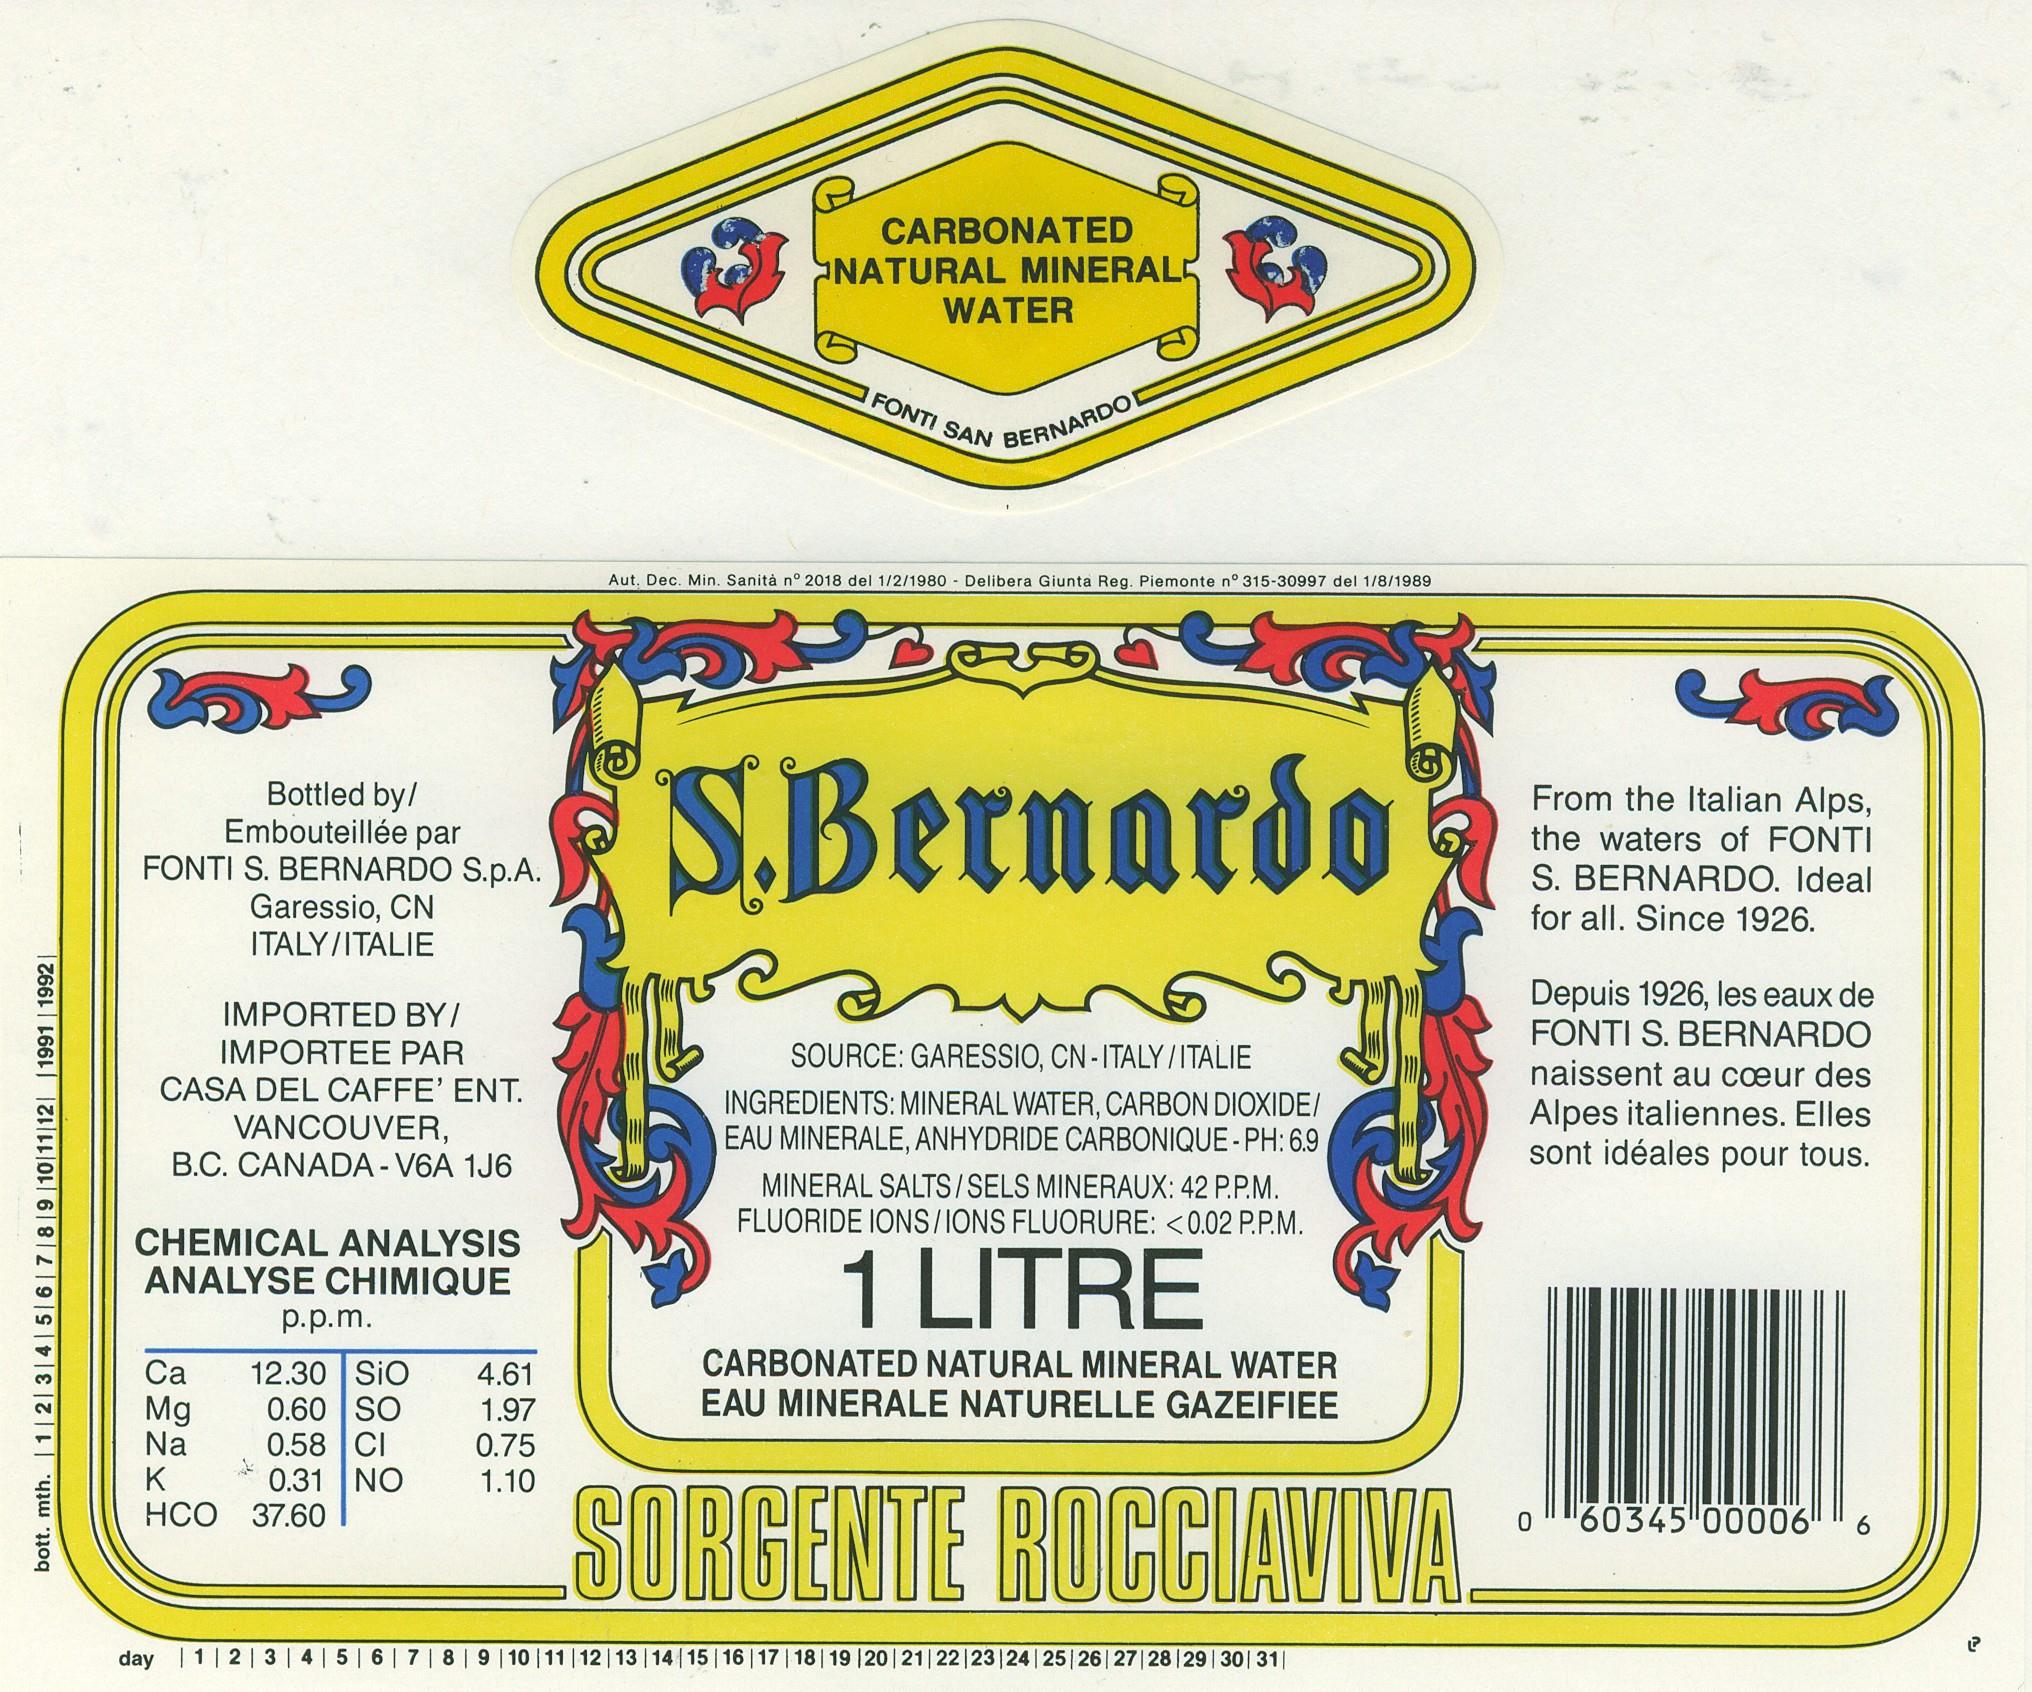 CARBONATED
NATURAL MINERAL
WATER
FONTI SAN BERNARDO
Aut. Dec. Min. Sanità nº 2018 del 1/2/1980 - Delibera Giunta Reg. Piemonte nº 315-30997 del 1/8/1989
Bottled by/
Embouteillée par
FONTI S. BERNARDO S.p.A.
Garessio, CN
ITALY/ITALIE
IMPORTED BY/
IMPORTEE PAR
CASA DEL CAFFE' ENT.
VANCOUVER,
B.C. CANADA - V6A 1J6
CHEMICAL ANALYSIS
ANALYSE CHIMIQUE
p.p.m.
Ca 12.30 SiO 4.61
Mg 0.60 SO 1.97
Na 0.58 Cl 0.75
K 0.31 NO 1.10
HCO 37.60
S. Bernardo
SOURCE: GARESSIO, CN - ITALY / ITALIE
INGREDIENTS: MINERAL WATER, CARBON DIOXIDE/
EAU MINERALE, ANHYDRIDE CARBONIQUE - PH: 6.9
MINERAL SALTS / SELS MINERAUX: 42 P.P.M.
FLUORIDE IONS / IONS FLUORURE: <0.02 P.P.M.
1 LITRE
CARBONATED NATURAL MINERAL WATER
EAU MINERALE NATURELLE GAZEIFIEE
SORGENTE ROCCIAVIVA
From the Italian Alps,
the waters of FONTI
S. BERNARDO. Ideal
for all. Since 1926.
Depuis 1926, les eaux de
FONTI S. BERNARDO
naissent au cœur des
Alpes italiennes. Elles
sont idéales pour tous.
0 60345 00006 6
bott. mth. | 1 | 2 | 3 | 4 | 5 | 6 | 7 | 8 | 9 |10|11|12| |1991|1992|
day | 1 | 2 | 3 | 4 | 5 | 6 | 7 | 8 | 9 |10|11|12|13|14|15|16|17|18|19|20|21|22|23|24|25|26|27|28|29|30|31|